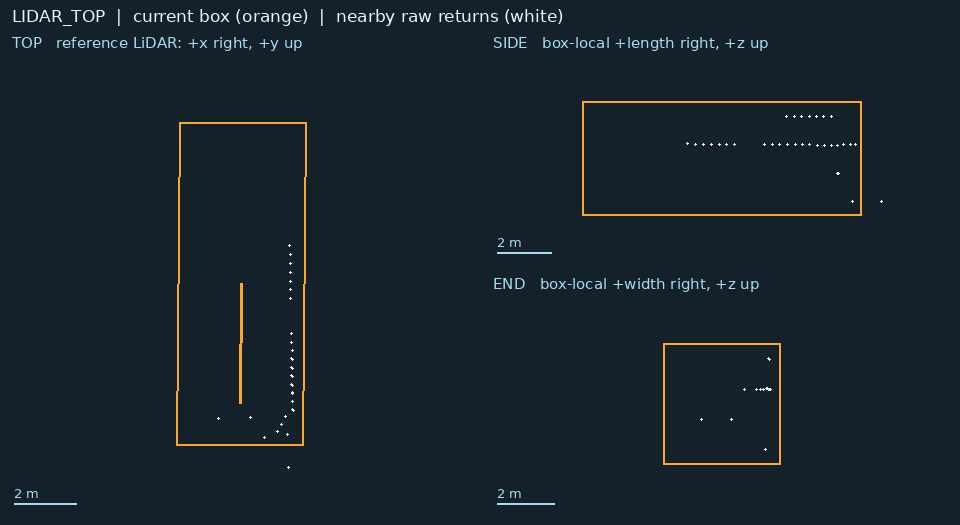 LIDAR_TOP | current box (orange) | nearby raw returns (white)
TOP reference LiDAR: +x right, +y up
SIDE box-local +length right, +z up
2 m
END box-local +width right, +z up
2 m
2 m